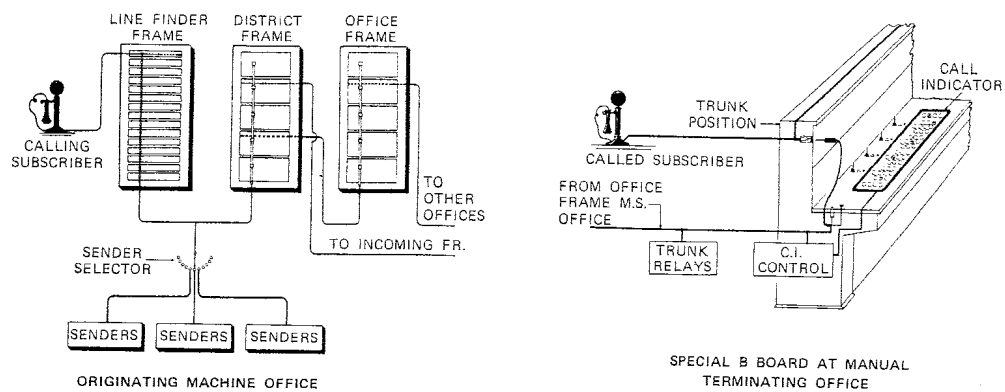 LINE FINDER
FRAME
DISTRICT
FRAME
OFFICE
FRAME
CALLING
SUBSCRIBER
TO
OTHER
OFFICES
TO INCOMING FR.
SENDER
SELECTOR
SENDERS
SENDERS
SENDERS
ORIGINATING MACHINE OFFICE
CALL
INDICATOR
TRUNK
POSITION
CALLED SUBSCRIBER
FROM OFFICE
FRAME M.S.
OFFICE
TRUNK
RELAYS
C.I.
CONTROL
SPECIAL B BOARD AT MANUAL
TERMINATING OFFICE